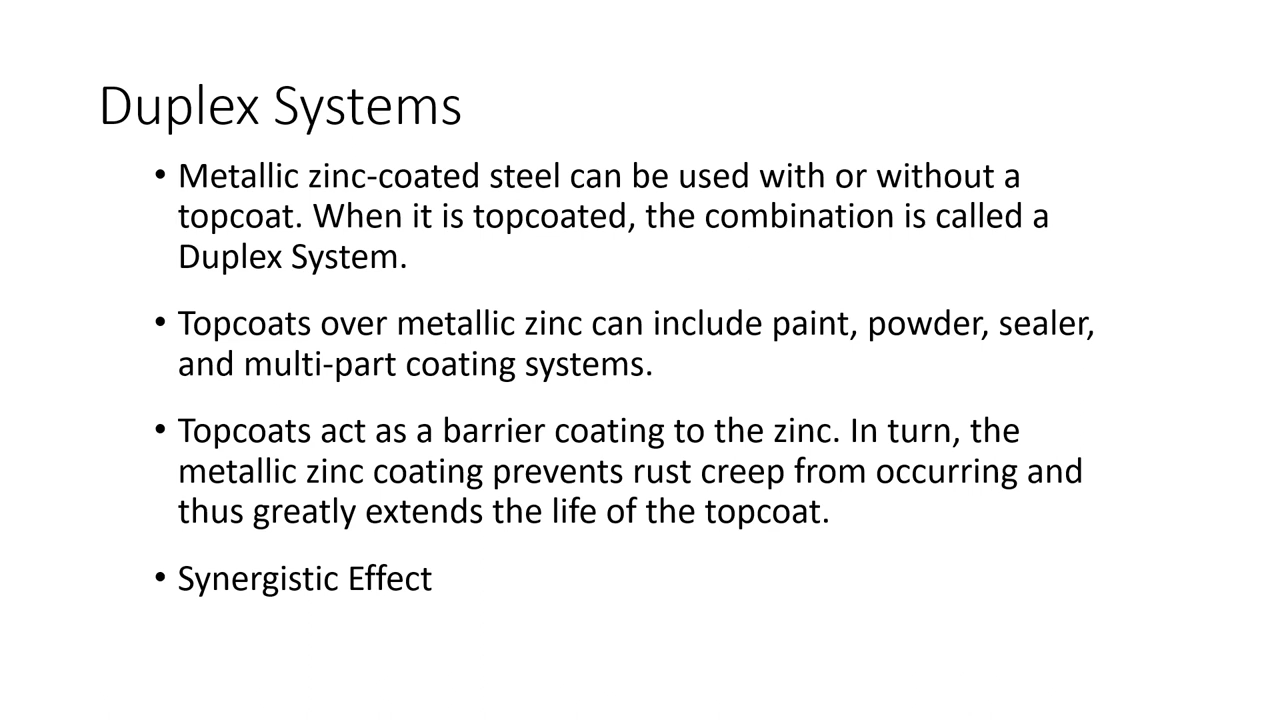 Duplex Systems
• Metallic zinc-coated steel can be used with or without a
topcoat. When it is topcoated, the combination is called a
Duplex System.
• Topcoats over metallic zinc can include paint, powder, sealer,
and multi-part coating systems.
• Topcoats act as a barrier coating to the zinc. In turn, the
metallic zinc coating prevents rust creep from occurring and
thus greatly extends the life of the topcoat.
• Synergistic Effect